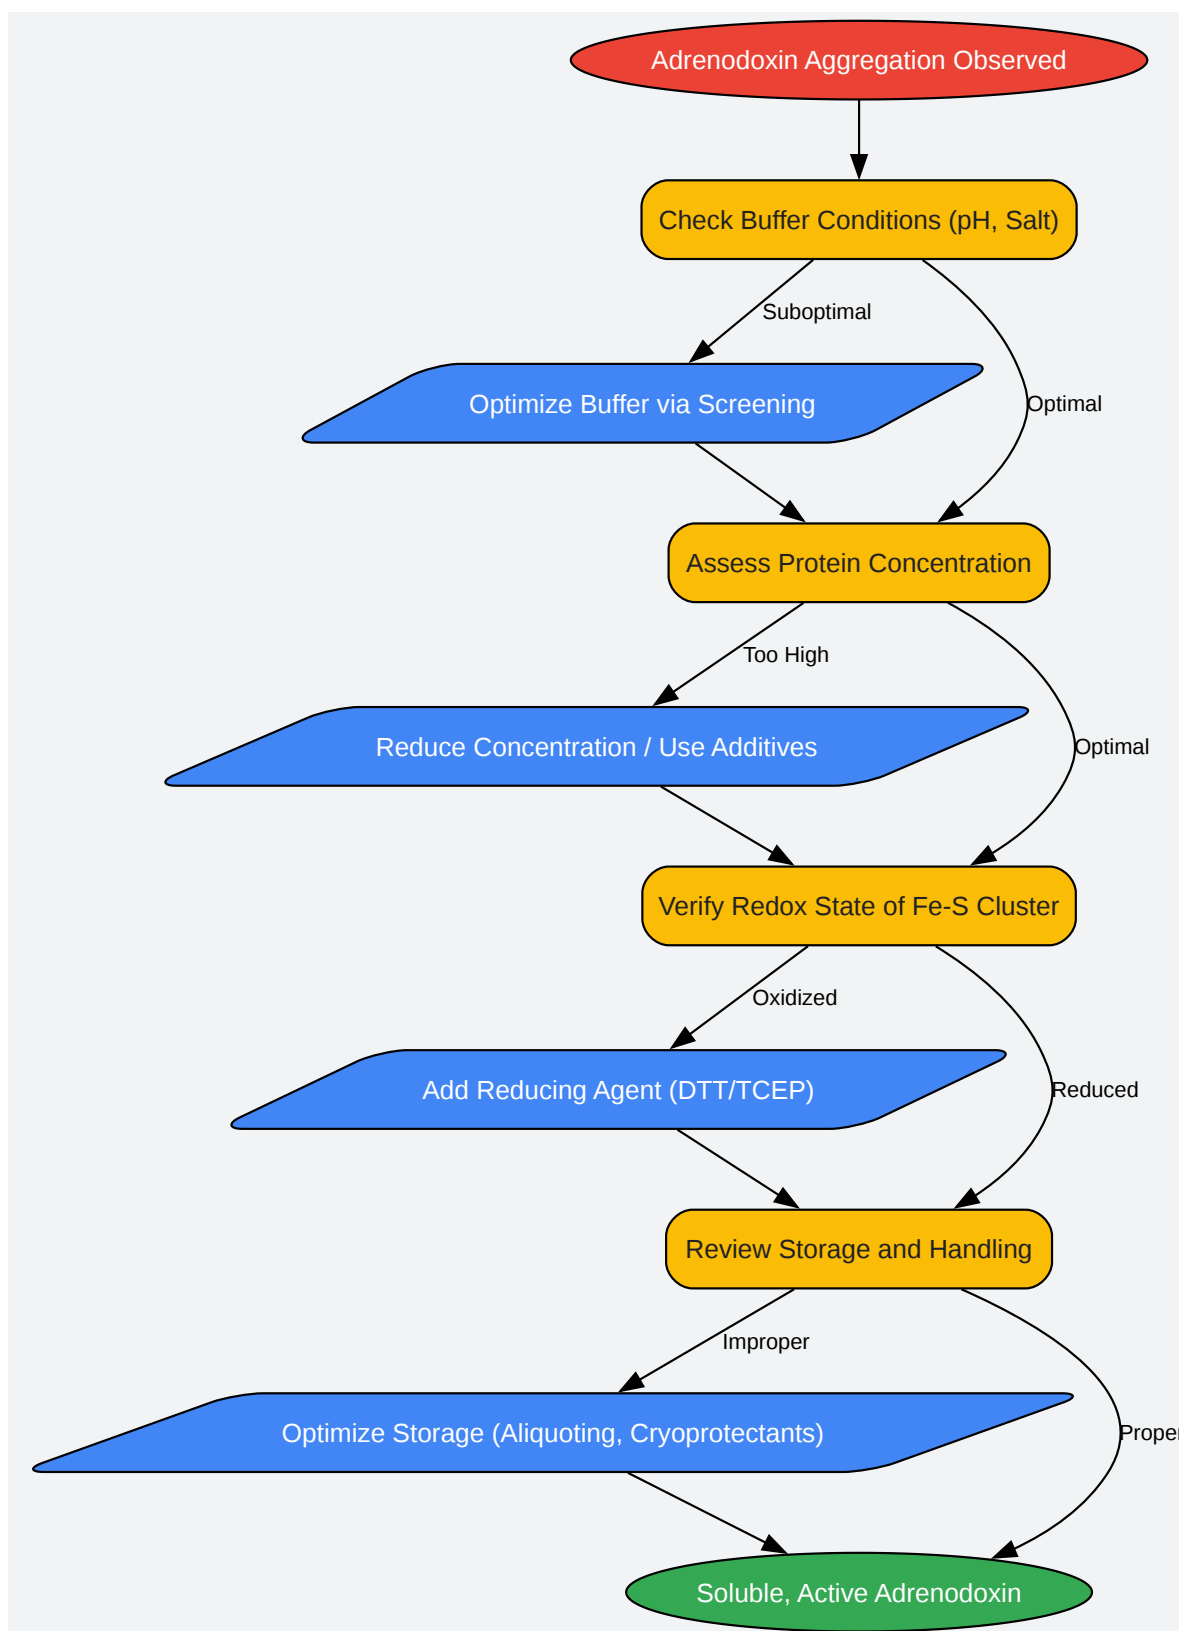 Adrenodoxin Aggregation Observed
Check Buffer Conditions (pH, Salt)
Suboptimal
Optimize Buffer via Screening
Optimal
Assess Protein Concentration
Too High
Reduce Concentration / Use Additives
Optimal
Verify Redox State of Fe-S Cluster
Oxidized
Add Reducing Agent (DTT/TCEP)
Reduced
Review Storage and Handling
Improper
Optimize Storage (Aliquoting, Cryoprotectants)
Proper
Soluble, Active Adrenodoxin